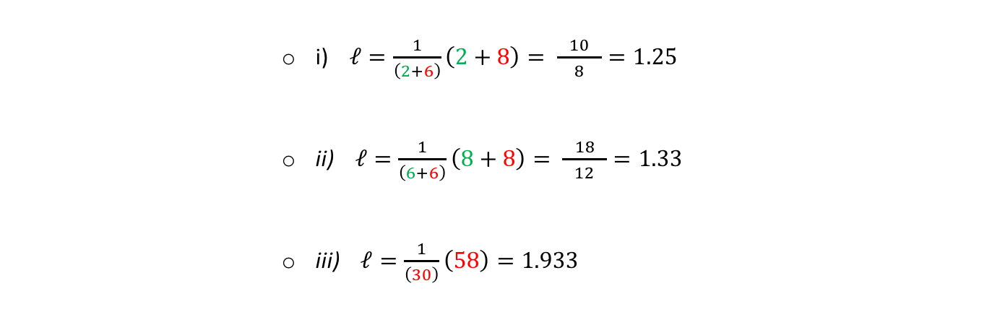 ○ i) ℓ = 1/(2+6) (2 + 8) = 10/8 = 1.25
○ ii) ℓ = 1/(6+6) (8 + 8) = 18/12 = 1.33
○ iii) ℓ = 1/(30) (58) = 1.933